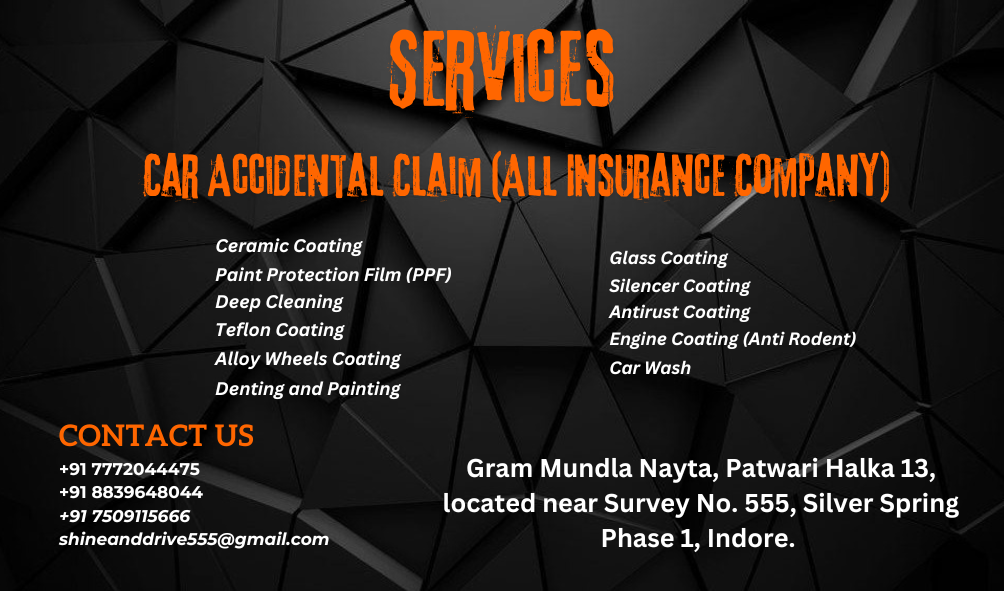 SERVICES
CAR ACCIDENTAL CLAIM (ALL INSURANCE COMPANY)
Ceramic Coating
Paint Protection Film (PPF)
Deep Cleaning
Teflon Coating
Alloy Wheels Coating
Denting and Painting
Glass Coating
Silencer Coating
Antirust Coating
Engine Coating (Anti Rodent)
Car Wash
CONTACT US
+91 7772044475
+91 8839648044
+91 7509115666
shineanddrive555@gmail.com
Gram Mundla Nayta, Patwari Halka 13,
located near Survey No. 555, Silver Spring
Phase 1, Indore.